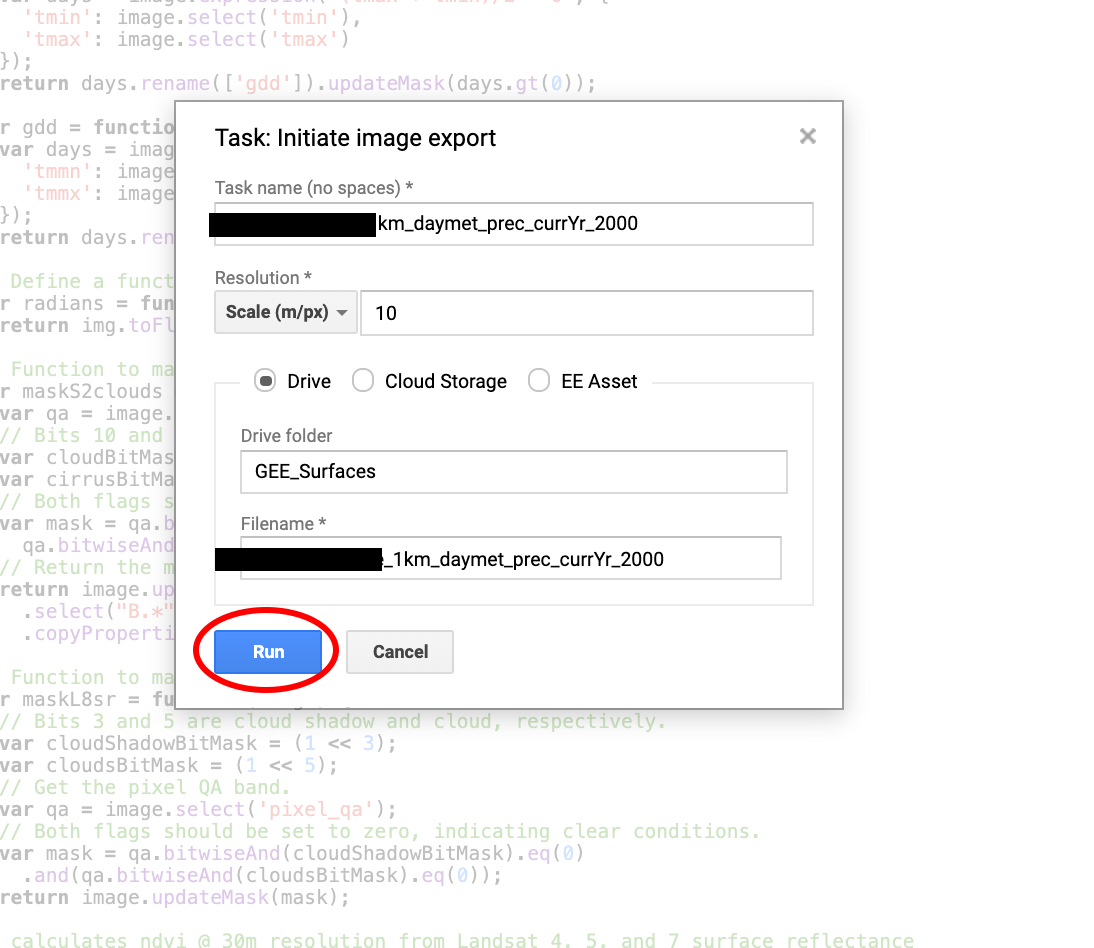 var days = image.expression('(tmax + tmin)/2
'tmin': image.select('tmin'),
'tmax': image.select('tmax')
});
return days.rename(['gdd']).updateMask(days.gt(0));
r gdd = functio
var days = imag
'tmmn': image
'tmmx': image
});
return days.ren
Define a funct
r radians = fun
return img.toFl
Function to ma
r maskS2clouds
var qa = image.
// Bits 10 and
var cloudBitMas
var cirrusBitMa
// Both flags s
var mask = qa.b
qa.bitwiseAnd
// Return the m
return image.up
.select("B.*"
.copyProperti
Function to ma
r maskL8sr = fu
// Bits 3 and 5 are cloud shadow and cloud, respectively.
var cloudShadowBitMask = (1 << 3);
var cloudsBitMask = (1 << 5);
// Get the pixel QA band.
var qa = image.select('pixel_qa');
// Both flags should be set to zero, indicating clear conditions.
var mask = qa.bitwiseAnd(cloudShadowBitMask).eq(0)
.and(qa.bitwiseAnd(cloudsBitMask).eq(0));
return image.updateMask(mask);
calculates ndvi @ 30m resolution from Landsat 4, 5, and 7 surface reflectance
Task: Initiate image export
×
Task name (no spaces) *
km_daymet_prec_currYr_2000
Resolution *
Scale (m/px)
10
Drive
Cloud Storage
EE Asset
Drive folder
GEE_Surfaces
Filename *
_1km_daymet_prec_currYr_2000
Run
Cancel